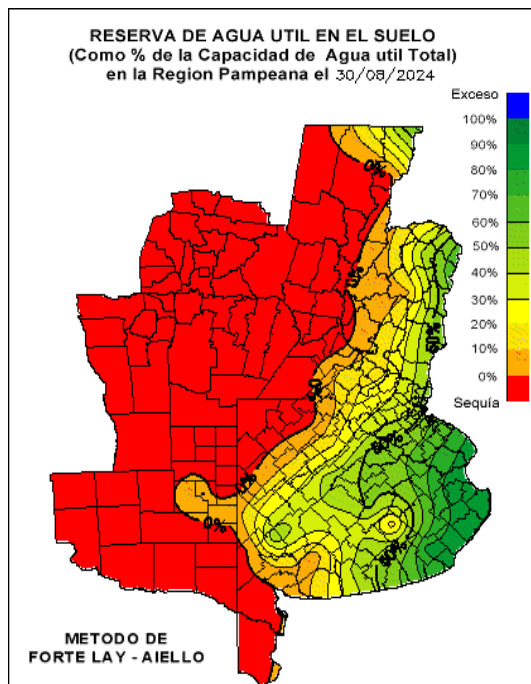 RESERVA DE AGUA UTIL EN EL SUELO
(Como % de la Capacidad de Agua util Total)
en la Region Pampeana el 30/08/2024
Exceso
100%
90%
80%
70%
60%
50%
40%
30%
20%
10%
0%
Sequía
0%
0%
0%
0%
50%
METODO DE
FORTE LAY - AIELLO